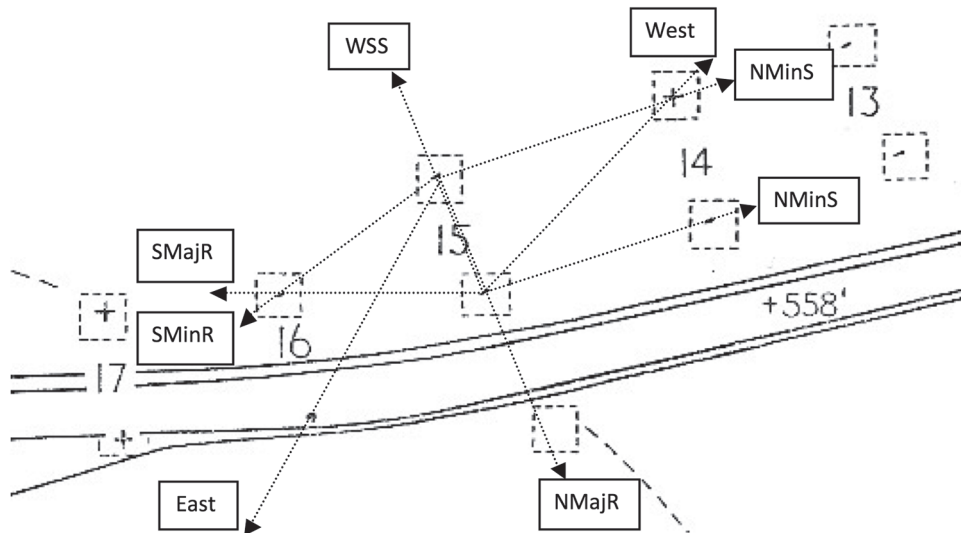 WSS
West
NMinS
13
14
NMinS
15
SMajR
SMinR
16
+558'
17
East
NMajR